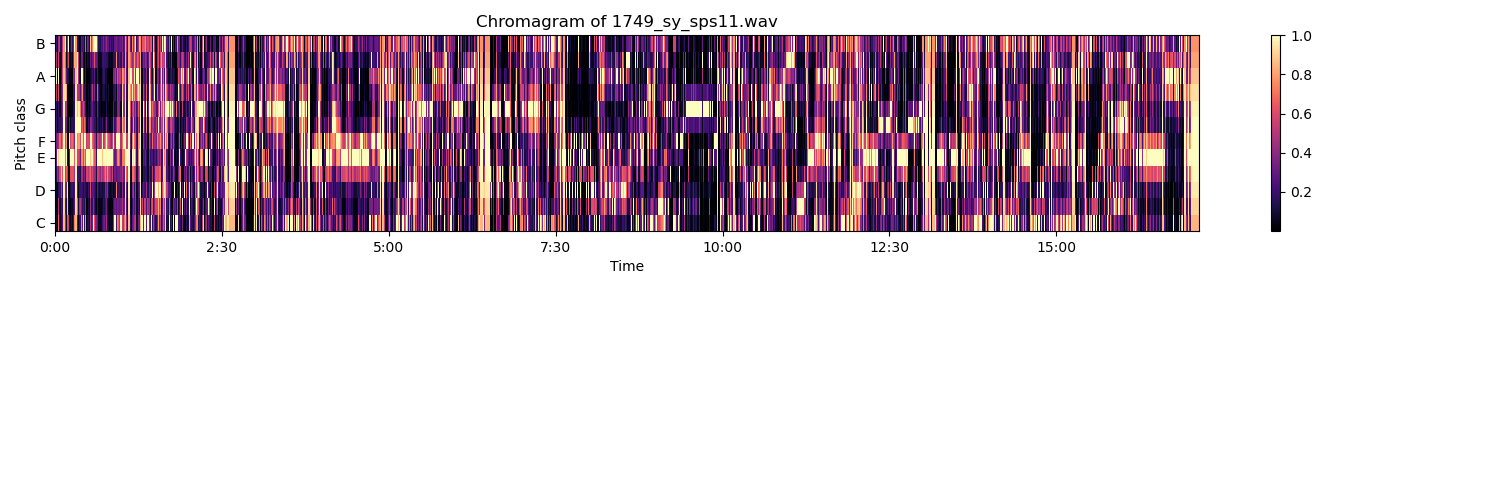 Chromagram of 1749_sy_sps11.wav
Pitch class
B
A
G
F
E
D
C
0:00 2:30 5:00 7:30 10:00 12:30 15:00
Time
1.0
0.8
0.6
0.4
0.2